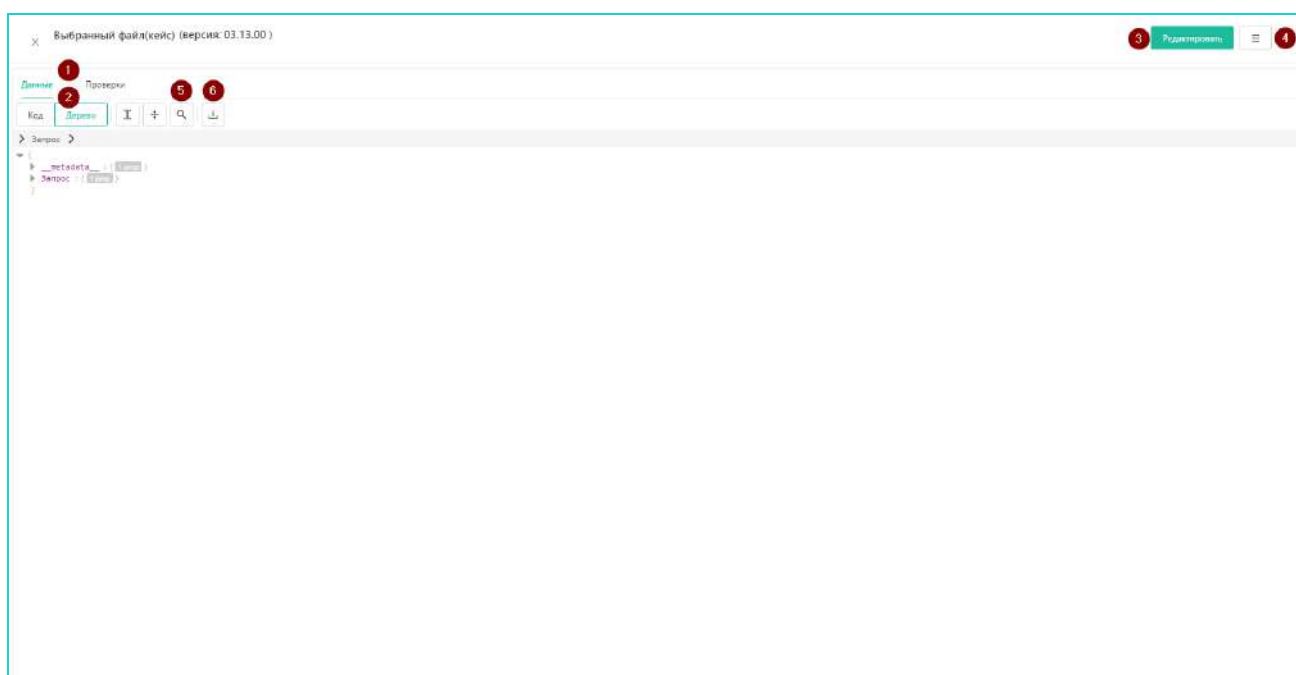 Выбранный файл(кейс) (версия: 03.13.00 )
3 Редактировать 4
1
Данные Проверки
2 5 6
Код Дерево
Запрос
{
__metadata__ : { }
Запрос : { }
}